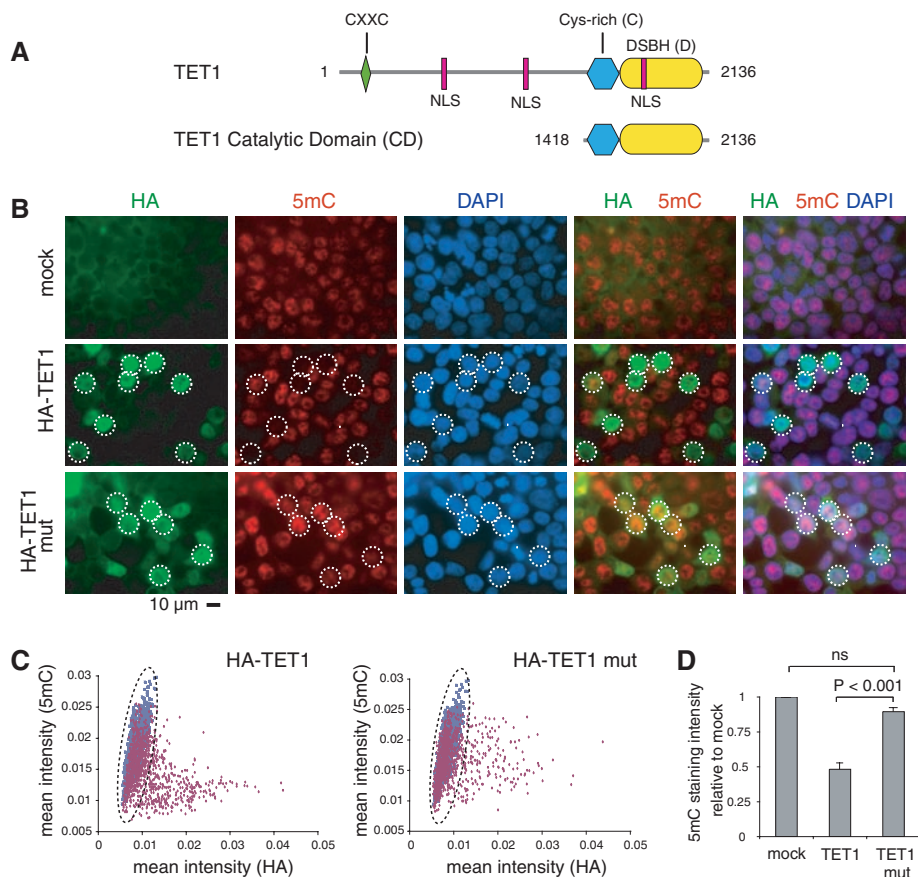 A
CXXC
Cys-rich (C)
DSBH (D)
TET1
1
2136
NLS
NLS
NLS
TET1 Catalytic Domain (CD)
1418
2136
B
HA
5mC
DAPI
HA 5mC
HA 5mC DAPI
mock
HA-TET1
HA-TET1
mut
10 µm
C
HA-TET1
mean intensity (5mC)
0.03
0.025
0.02
0.015
0.01
0.005
0
0.01
0.02
0.03
0.04
0.05
mean intensity (HA)
HA-TET1 mut
mean intensity (5mC)
0.03
0.025
0.02
0.015
0.01
0.005
0
0.01
0.02
0.03
0.04
0.05
mean intensity (HA)
D
ns
P < 0.001
5mC staining intensity
relative to mock
1
0.75
0.5
0.25
0
mock
TET1
TET1
mut